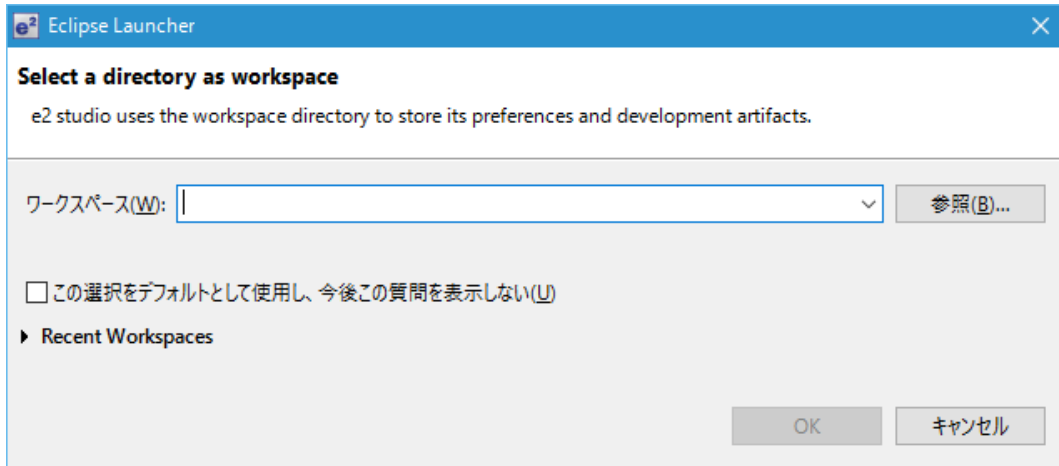 e² Eclipse Launcher
Select a directory as workspace
e2 studio uses the workspace directory to store its preferences and development artifacts.
ワークスペース(W):
参照(B)...
この選択をデフォルトとして使用し、今後この質問を表示しない(U)
Recent Workspaces
OK
キャンセル